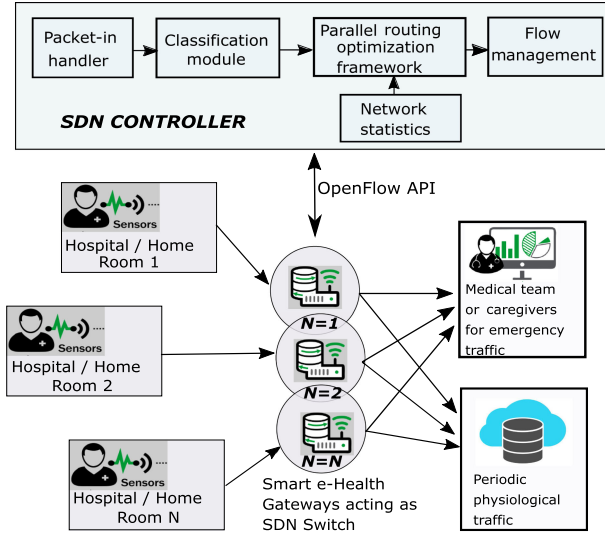 Packet-in
handler
Classification
module
Parallel routing
optimization
framework
Flow
management
SDN CONTROLLER
Network
statistics
OpenFlow API
Sensors
Hospital / Home
Room 1
Sensors
Hospital / Home
Room 2
Sensors
Hospital / Home
Room N
N=1
N=2
N=N
Smart e-Health
Gateways acting as
SDN Switch
Medical team
or caregivers
for emergency
traffic
Periodic
physiological
traffic